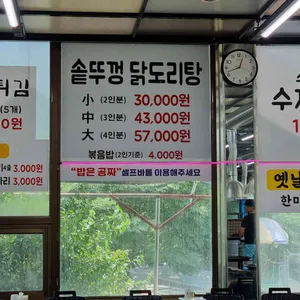 튀김
(5개)
0원
3,000원
3,000원
솥뚜껑 닭도리탕
小 (2인분) 30,000원
中 (3인분) 43,000원
大 (4인분) 57,000원
볶음밥(2인기준) 4,000원
"밥은 공짜" 셀프바를 이용해주세요
수
1
옛날
한마